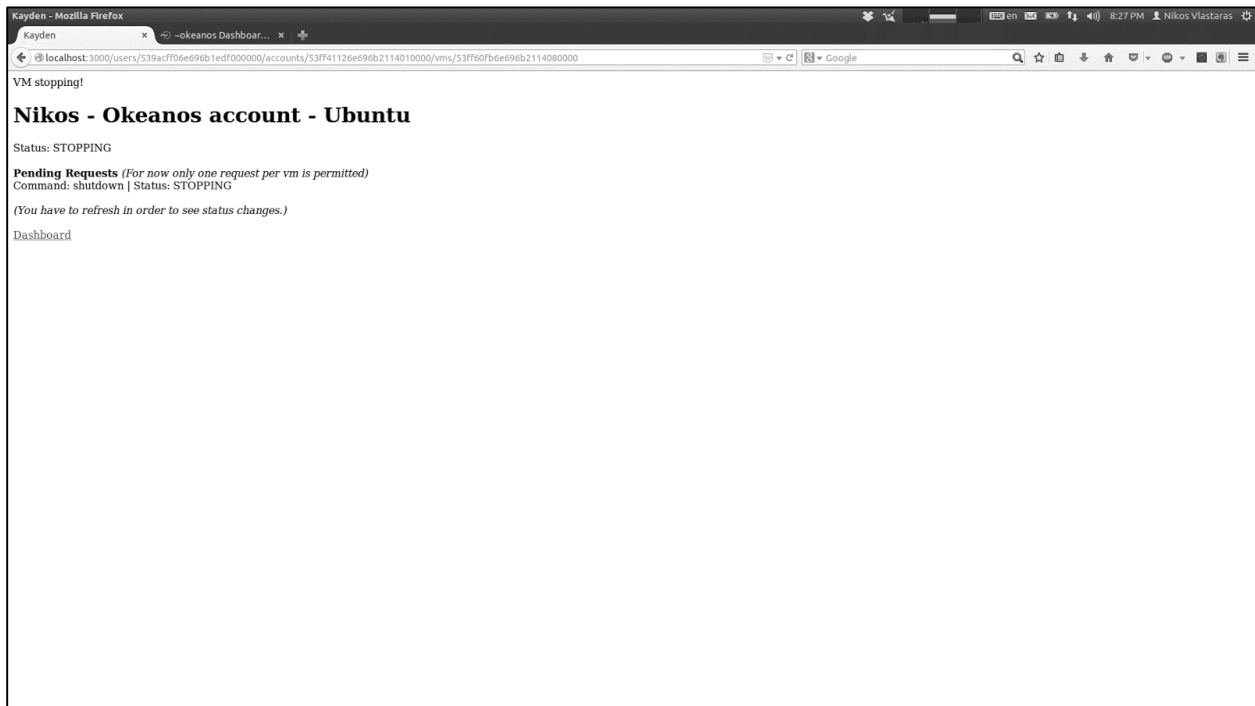 Kayden - Mozilla Firefox
en
8:27 PM
Nikos Vlastaras
Kayden
~okeanos Dashboar...
localhost:3000/users/539acff06e696b1edf000000/accounts/53ff41126e696b2114010000/vms/53ff60fb6e696b2114080000
Google
VM stopping!
Nikos - Okeanos account - Ubuntu
Status: STOPPING
Pending Requests (For now only one request per vm is permitted)
Command: shutdown | Status: STOPPING
(You have to refresh in order to see status changes.)
Dashboard